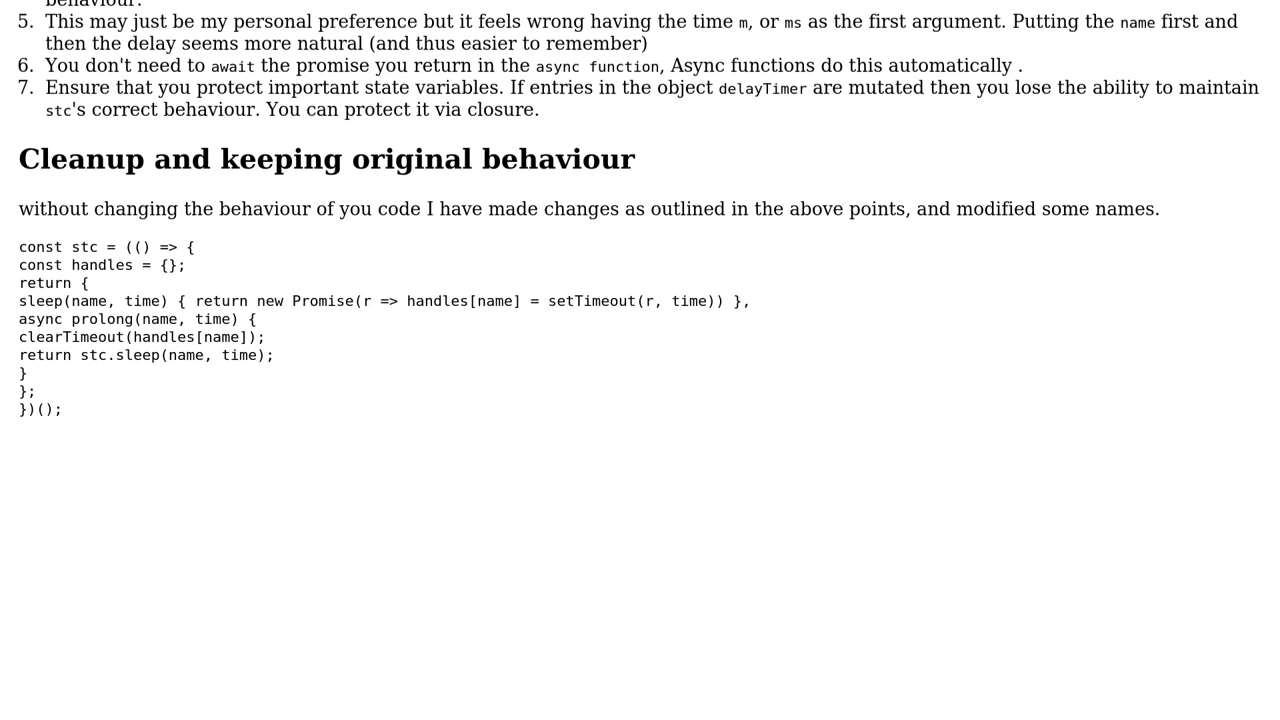 behaviour.
5. This may just be my personal preference but it feels wrong having the time m, or ms as the first argument. Putting the name first and
then the delay seems more natural (and thus easier to remember)
6. You don't need to await the promise you return in the async function, Async functions do this automatically .
7. Ensure that you protect important state variables. If entries in the object delayTimer are mutated then you lose the ability to maintain
stc's correct behaviour. You can protect it via closure.
Cleanup and keeping original behaviour
without changing the behaviour of you code I have made changes as outlined in the above points, and modified some names.
const stc = (() => {
const handles = {};
return {
sleep(name, time) { return new Promise(r => handles[name] = setTimeout(r, time)) },
async prolong(name, time) {
clearTimeout(handles[name]);
return stc.sleep(name, time);
}
};
})();